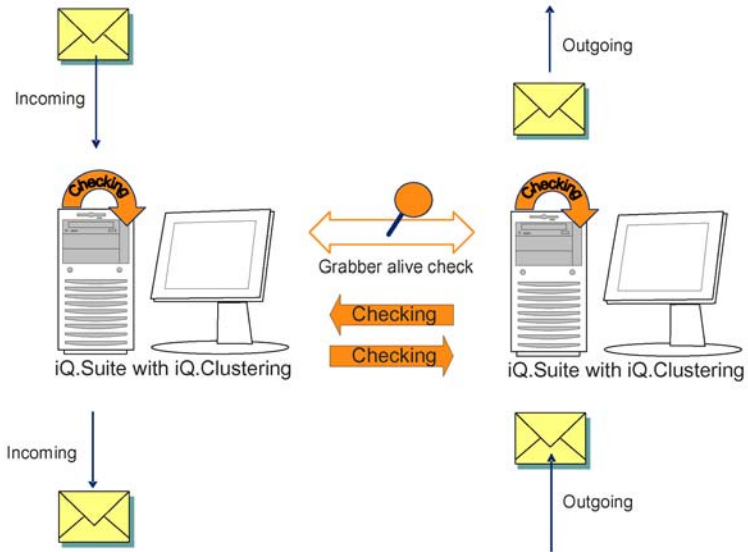 Outgoing
Incoming
Checking
Checking
Grabber alive check
Checking
Checking
iQ.Suite with iQ.Clustering
iQ.Suite with iQ.Clustering
Incoming
Outgoing